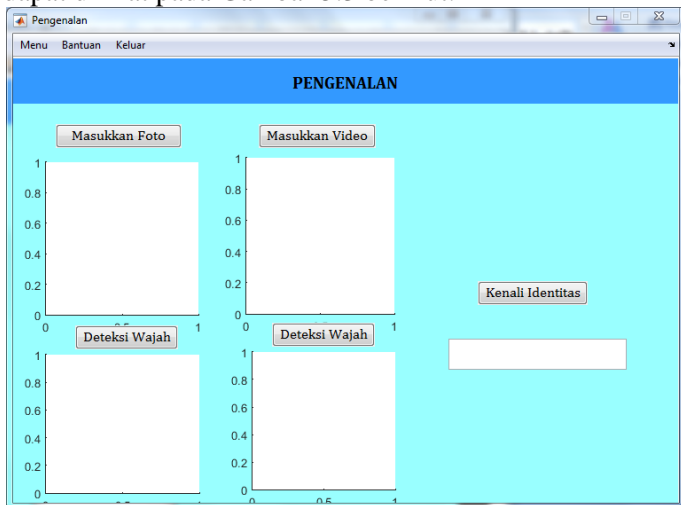 Pengenalan
Menu Bantuan Keluar
PENGENALAN
Masukkan Foto Masukkan Video
1 1
0.8 0.8
0.6 0.6
0.4 0.4
0.2 0.2
Kenali Identitas
0 0
0 1 0 1
Deteksi Wajah Deteksi Wajah
1 1
0.8 0.8
0.6 0.6
0.4 0.4
0.2 0.2
0 0
0.5 1